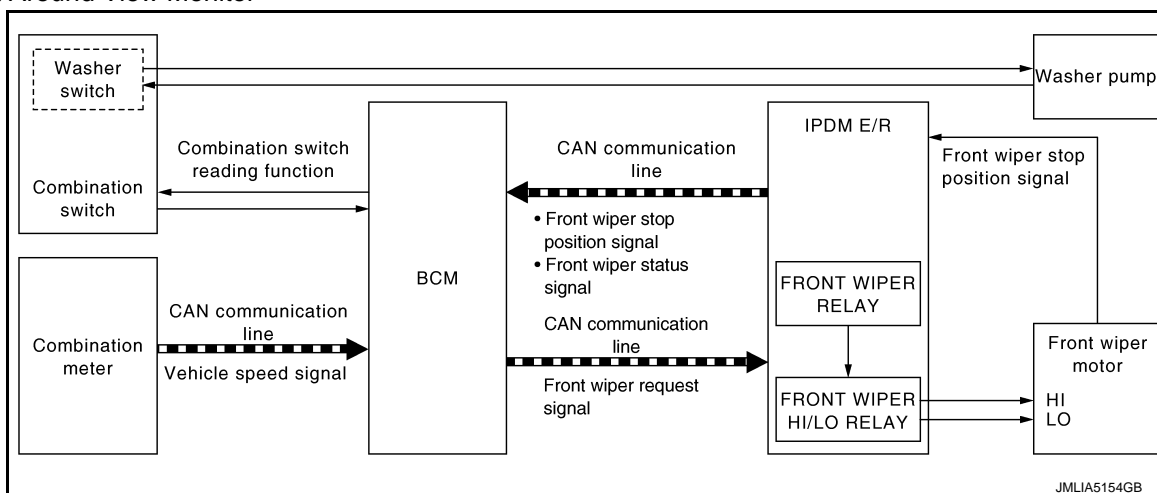 Washer
switch
Combination
switch
Combination switch
reading function
Combination
meter
CAN communication
line
Vehicle speed signal
BCM
CAN communication
line
• Front wiper stop
position signal
• Front wiper status
signal
CAN communication
line
Front wiper request
signal
IPDM E/R
FRONT WIPER
RELAY
FRONT WIPER
HI/LO RELAY
Washer pump
Front wiper stop
position signal
Front wiper
motor
HI
LO
JMLIA5154GB